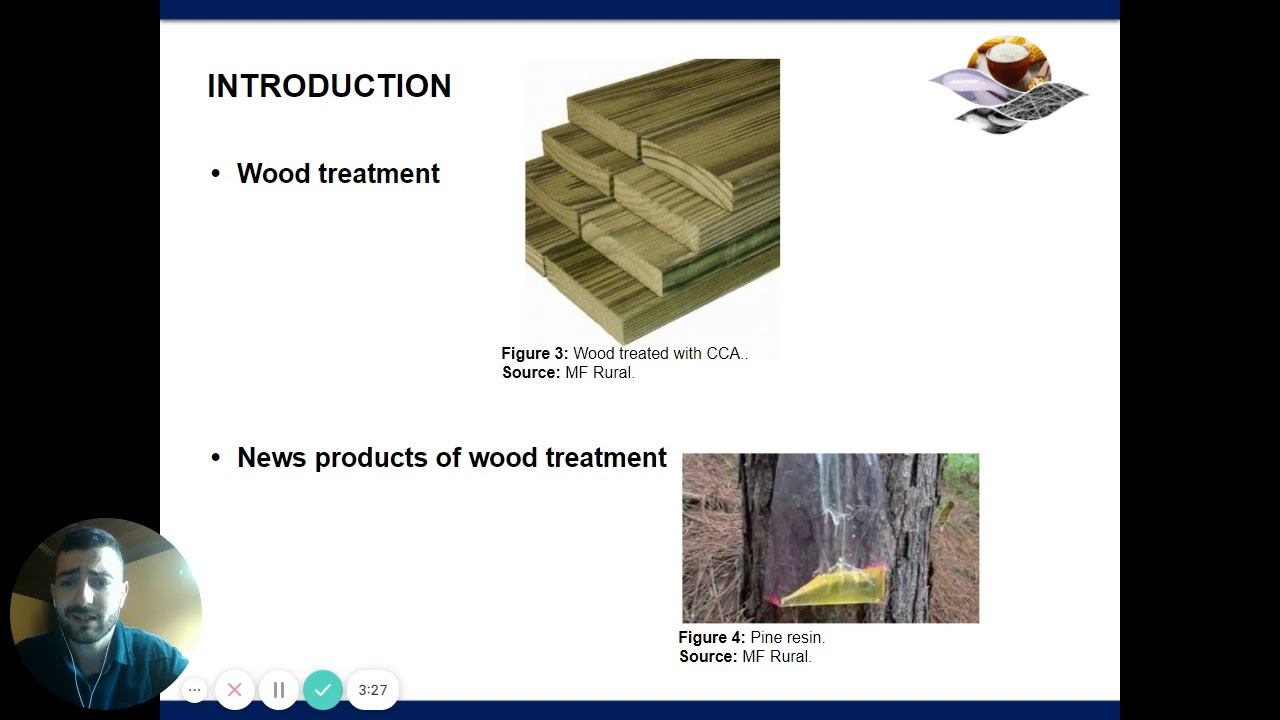 INTRODUCTION
• Wood treatment
Figure 3: Wood treated with CCA..
Source: MF Rural.
• News products of wood treatment
Figure 4: Pine resin.
Source: MF Rural.
3:27